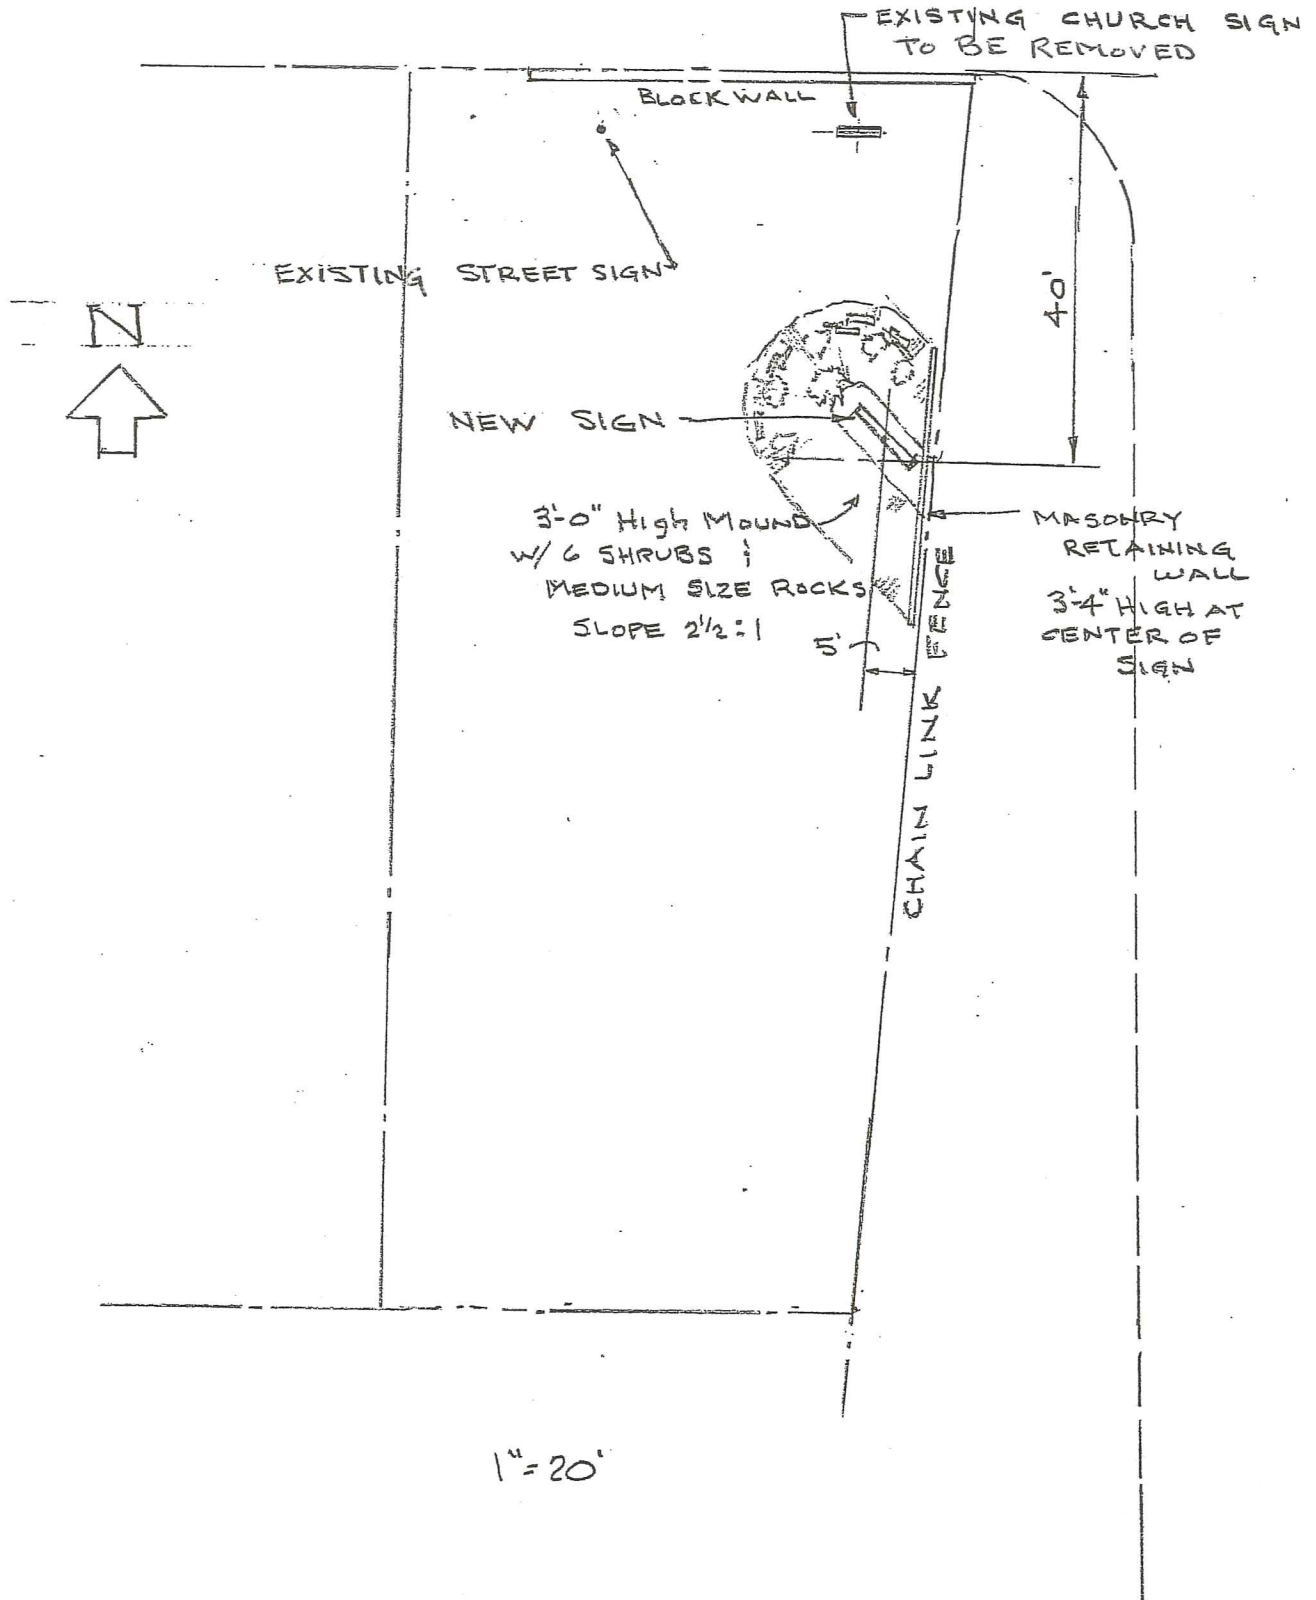 EXISTING CHURCH SIGN
TO BE REMOVED
BLOCK WALL
EXISTING STREET SIGN
40'
N
NEW SIGN
3'-0" High MOUND
W/ 6 SHRUBS &
MEDIUM SIZE ROCKS
SLOPE 2 1/2:1
MASONRY
RETAINING
WALL
3'-4" HIGH AT
CENTER OF
SIGN
5'
CHAIN LINK FENCE
1"=20'